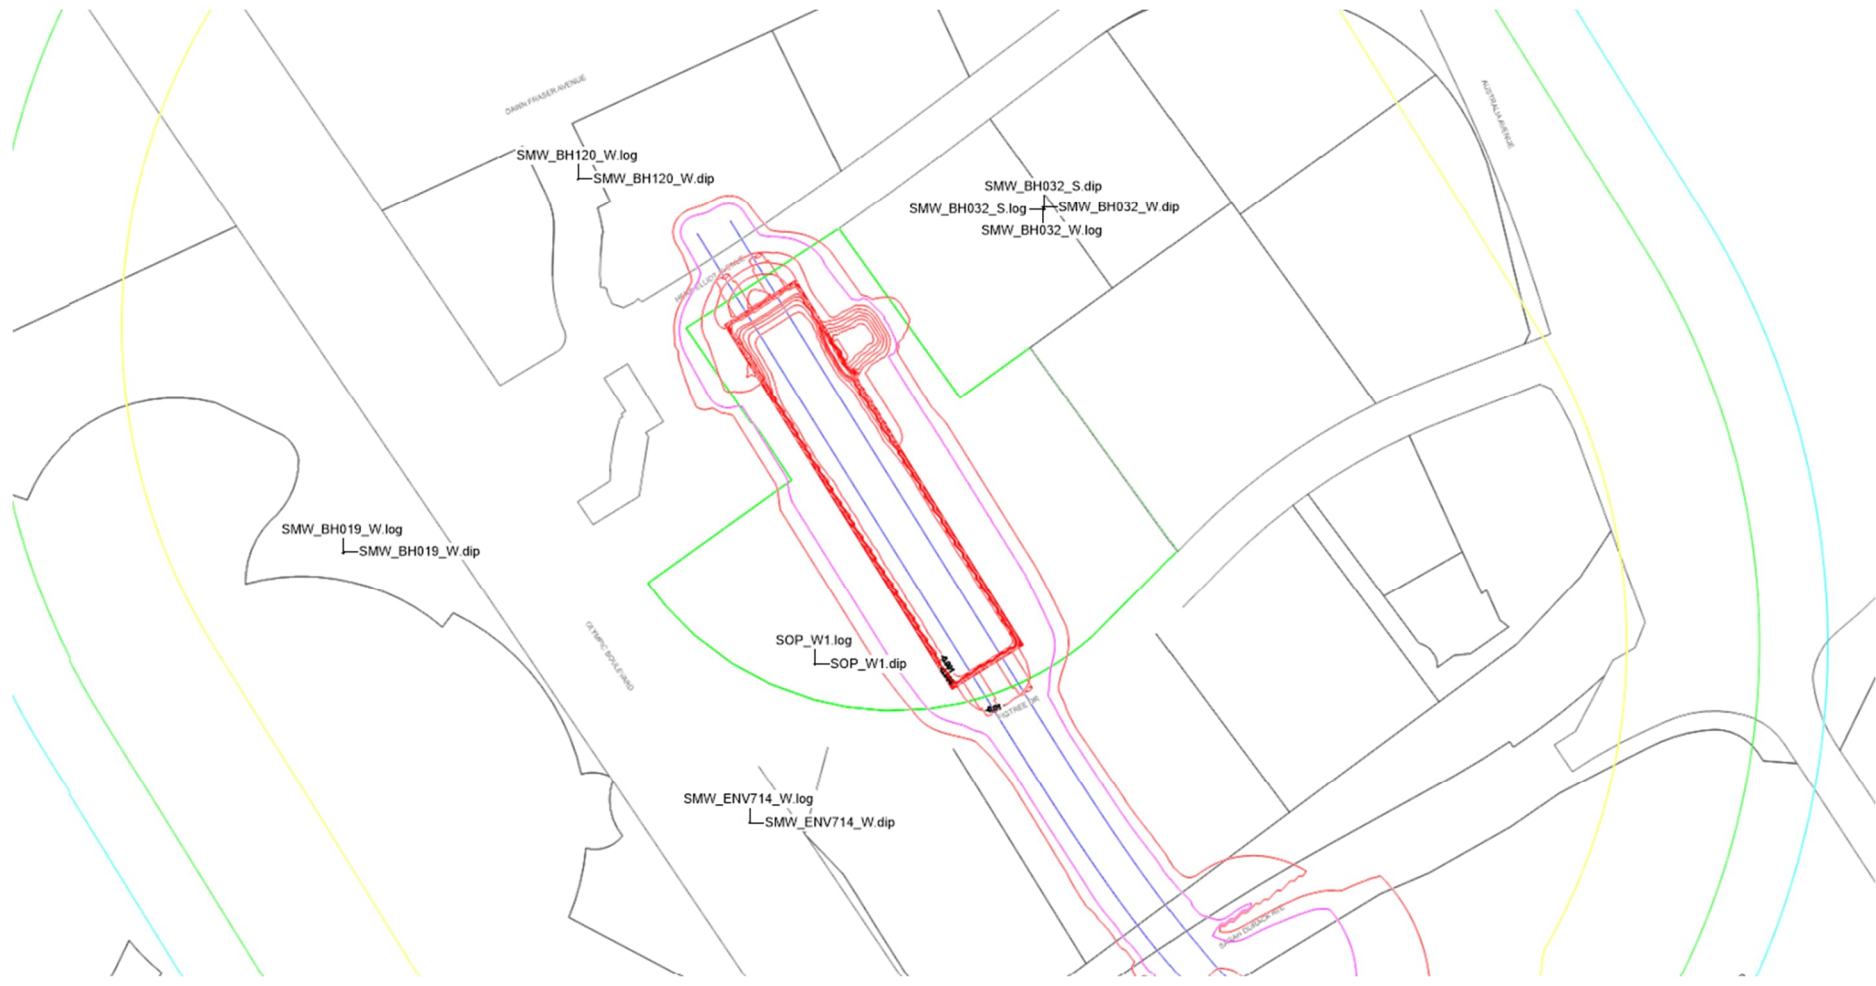 DAWN FRASER AVENUE
AUSTRALIA AVENUE
SMW_BH120_W.log
SMW_BH120_W.dip
SMW_BH032_S.dip
SMW_BH032_S.log
SMW_BH032_W.dip
SMW_BH032_W.log
SMW_BH019_W.log
SMW_BH019_W.dip
OLYMPIC BOULEVARD
SOP_W1.log
SOP_W1.dip
SMW_ENV714_W.log
SMW_ENV714_W.dip